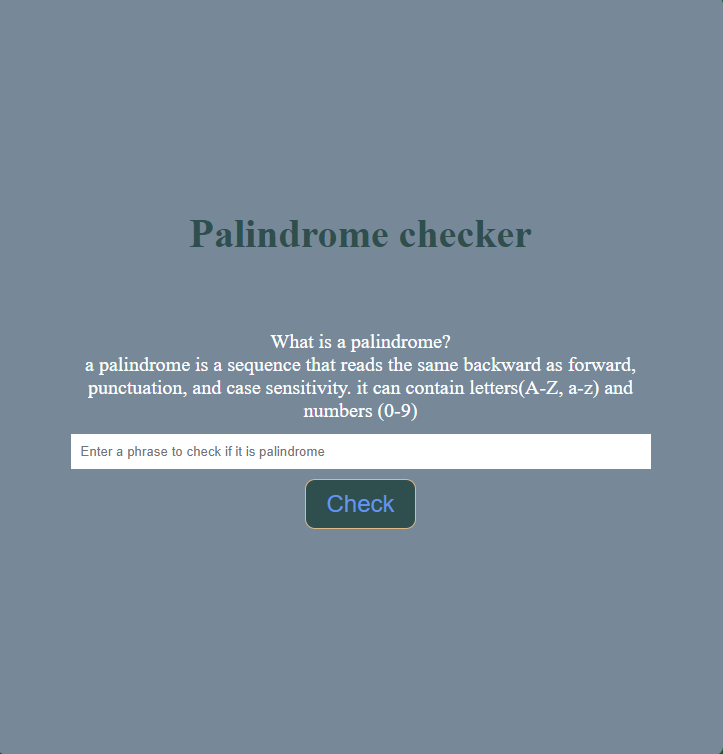 Palindrome checker
What is a palindrome?
a palindrome is a sequence that reads the same backward as forward,
punctuation, and case sensitivity. it can contain letters(A-Z, a-z) and
numbers (0-9)
Enter a phrase to check if it is palindrome
Check